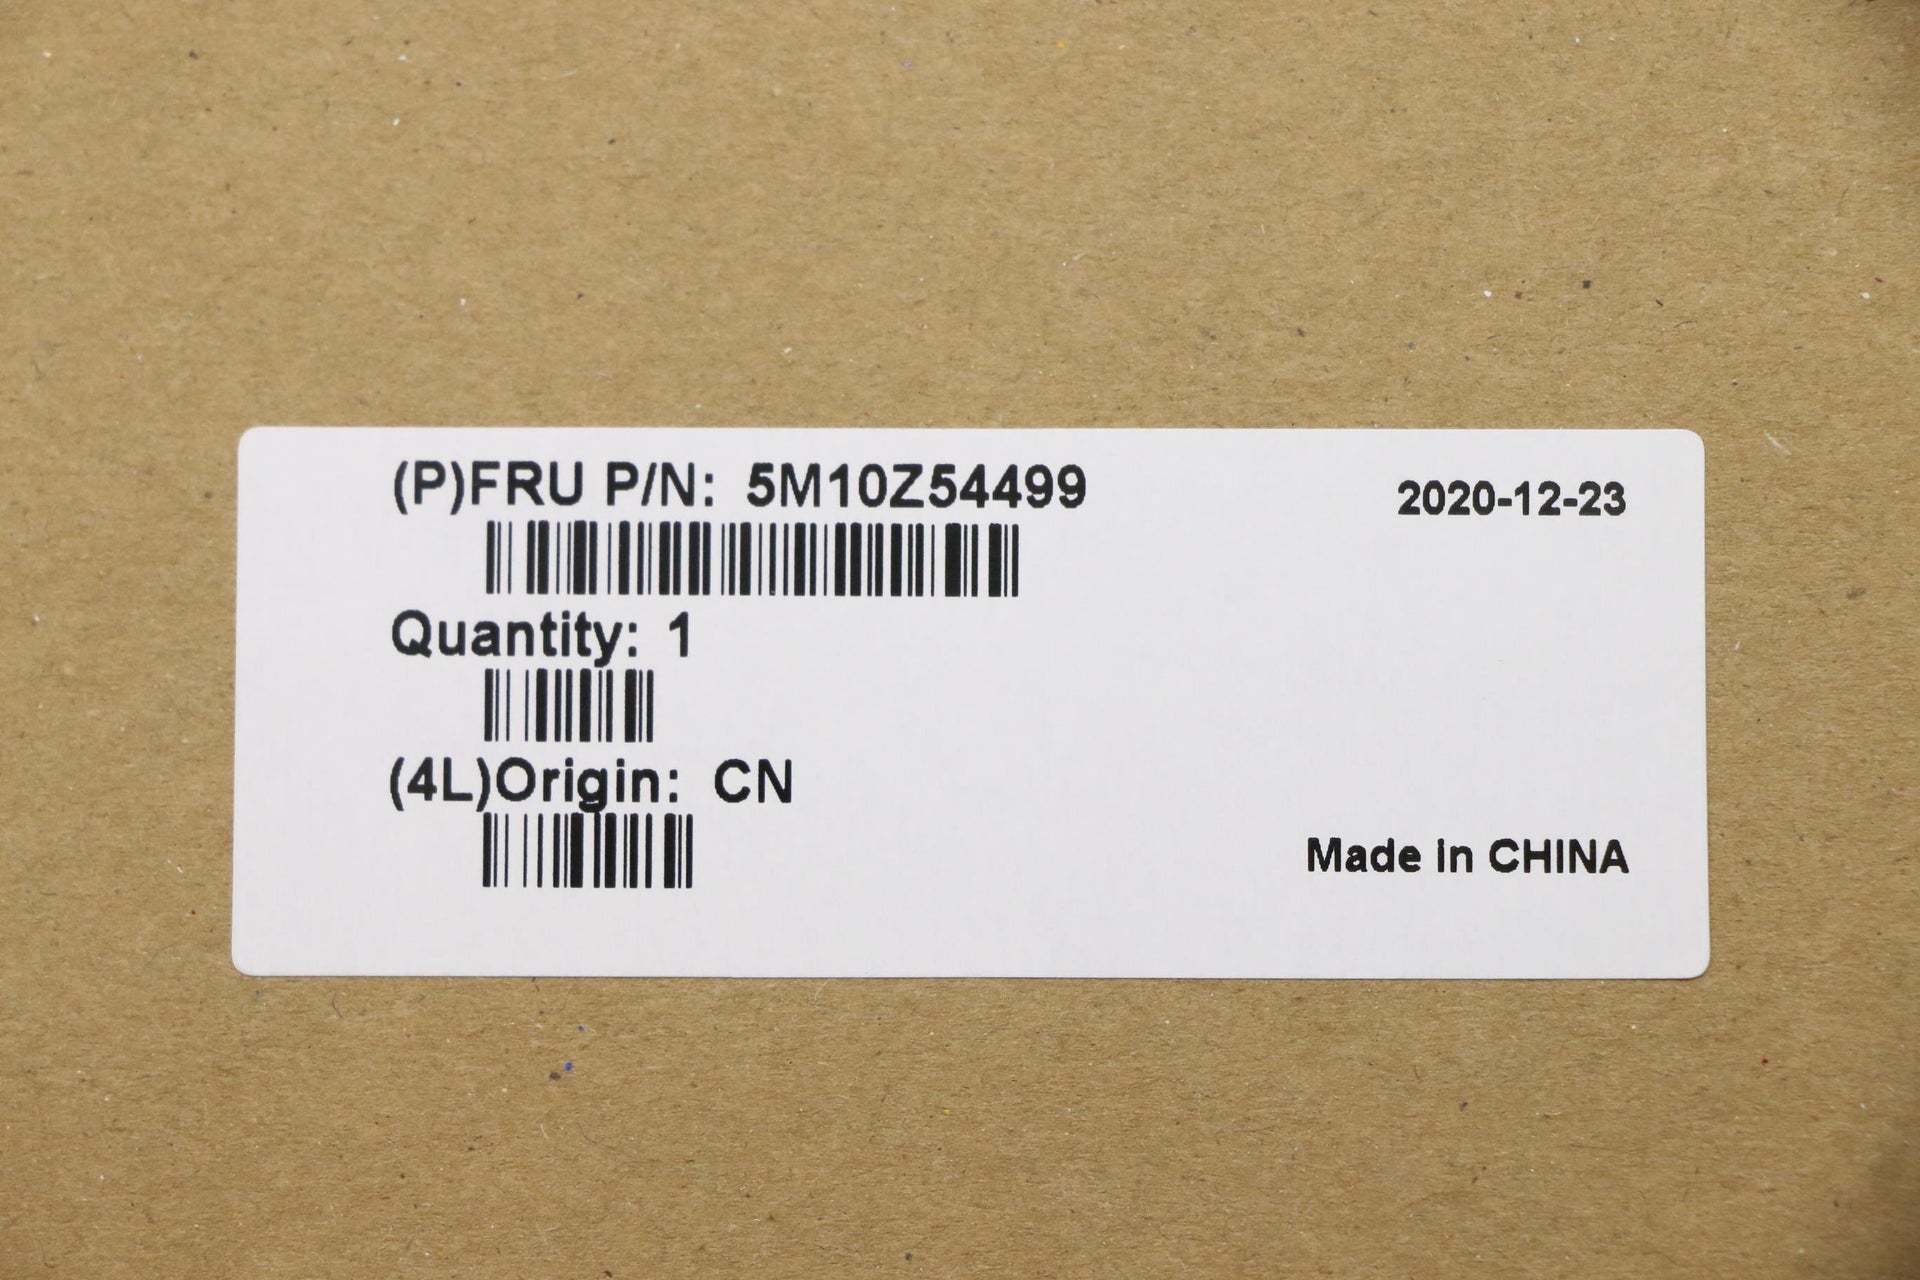 (P)FRU P/N: 5M10Z54499
2020-12-23
Quantity: 1
(4L)Origin: CN
Made in CHINA